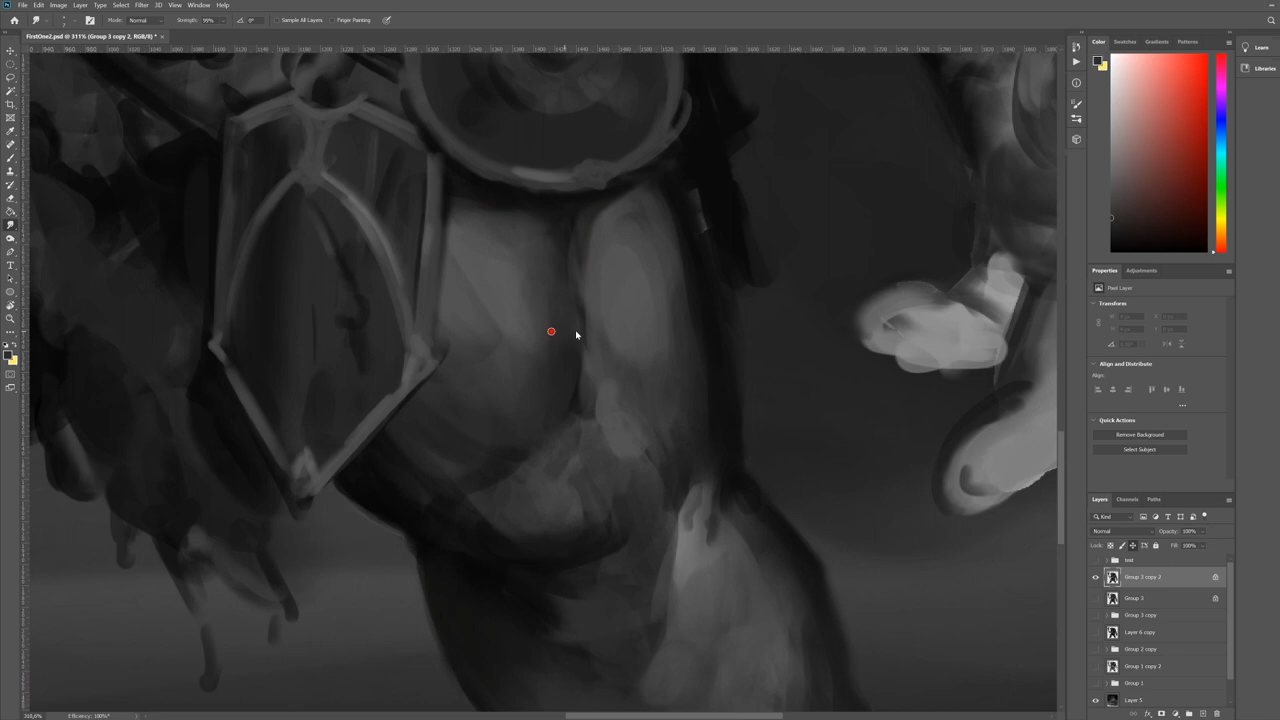 File Edit Image Layer Type Select Filter 3D View Window Help
Mode: Normal Strength: 99% 0° Sample All Layers Finger Painting
FirstOne2.psd @ 311% (Group 3 copy 2, RGB/8) * ×
Color Swatches Gradients Patterns
Learn
Libraries
Properties Adjustments
Pixel Layer
Transform
Align and Distribute
Align:
Quick Actions
Remove Background
Select Subject
Layers Channels Paths
Kind
Normal Opacity: 100%
Lock: Fill: 100%
test
Group 3 copy 2
Group 3
Group 3 copy
Layer 6 copy
Group 2 copy
Group 1 copy 2
Group 1
Layer 5
Efficiency: 100%*